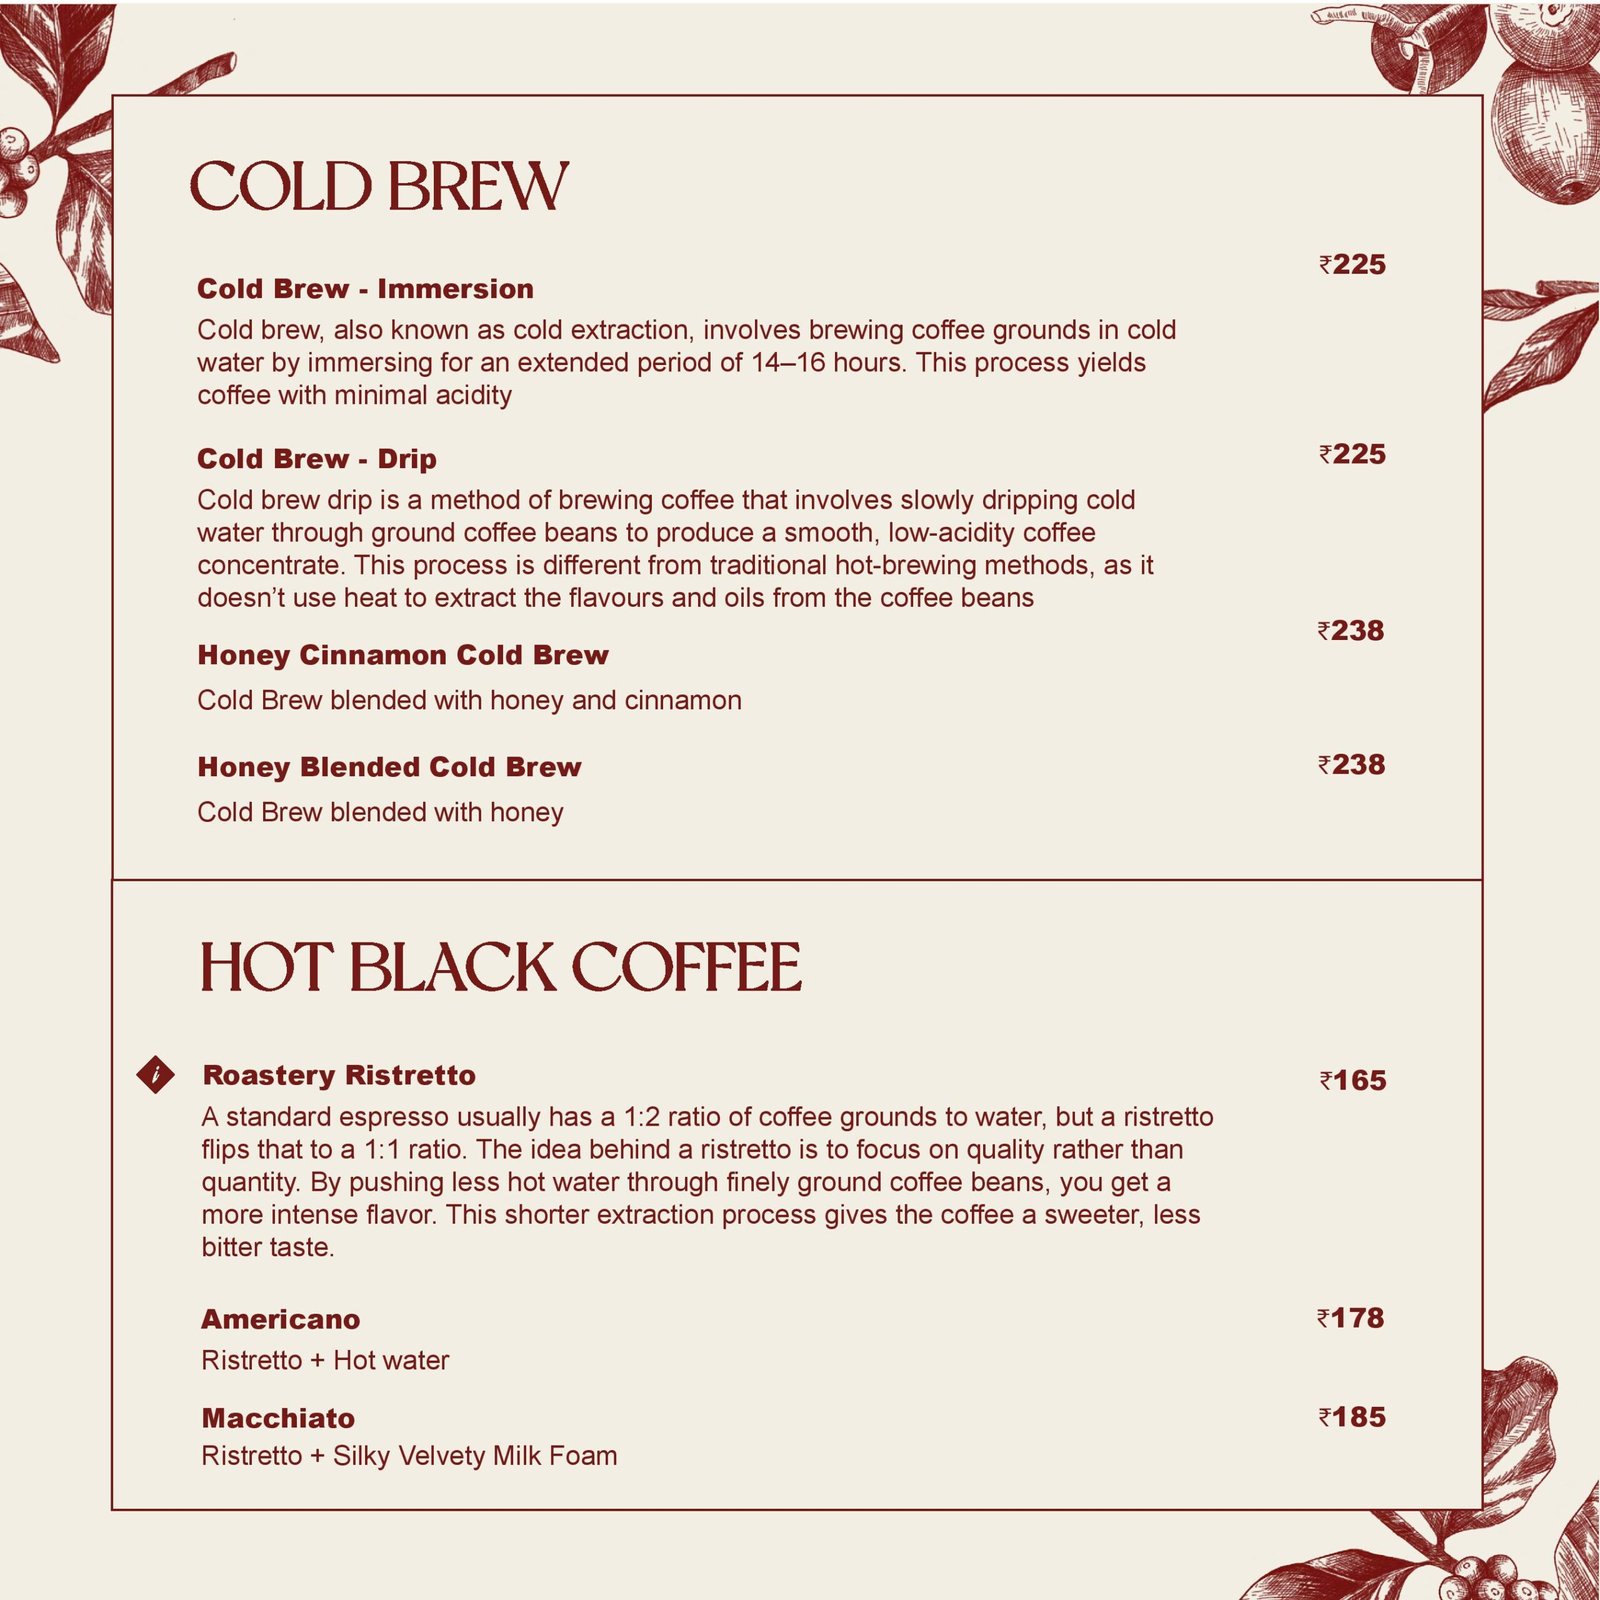 COLD BREW
Cold Brew - Immersion ₹225
Cold brew, also known as cold extraction, involves brewing coffee grounds in cold
water by immersing for an extended period of 14–16 hours. This process yields
coffee with minimal acidity
Cold Brew - Drip ₹225
Cold brew drip is a method of brewing coffee that involves slowly dripping cold
water through ground coffee beans to produce a smooth, low-acidity coffee
concentrate. This process is different from traditional hot-brewing methods, as it
doesn’t use heat to extract the flavours and oils from the coffee beans
Honey Cinnamon Cold Brew ₹238
Cold Brew blended with honey and cinnamon
Honey Blended Cold Brew ₹238
Cold Brew blended with honey
HOT BLACK COFFEE
i Roastery Ristretto ₹165
A standard espresso usually has a 1:2 ratio of coffee grounds to water, but a ristretto
flips that to a 1:1 ratio. The idea behind a ristretto is to focus on quality rather than
quantity. By pushing less hot water through finely ground coffee beans, you get a
more intense flavor. This shorter extraction process gives the coffee a sweeter, less
bitter taste.
Americano ₹178
Ristretto + Hot water
Macchiato ₹185
Ristretto + Silky Velvety Milk Foam